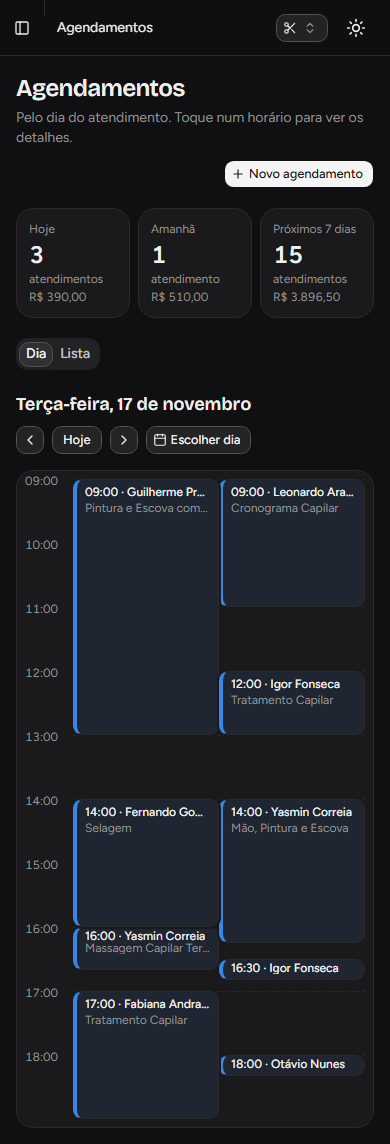 Agendamentos
Agendamentos
Pelo dia do atendimento. Toque num horário para ver os
detalhes.
+ Novo agendamento
Hoje
3
atendimentos
R$ 390,00
Amanhã
1
atendimento
R$ 510,00
Próximos 7 dias
15
atendimentos
R$ 3.896,50
Dia
Lista
Terça-feira, 17 de novembro
Hoje
Escolher dia
09:00
09:00 · Guilherme Pr...
Pintura e Escova com...
09:00 · Leonardo Ara...
Cronograma Capilar
10:00
11:00
12:00
12:00 · Igor Fonseca
Tratamento Capilar
13:00
14:00
14:00 · Fernando Go...
Selagem
14:00 · Yasmin Correia
Mão, Pintura e Escova
15:00
16:00
16:00 · Yasmin Correia
Massagem Capilar Ter...
16:30 · Igor Fonseca
17:00
17:00 · Fabiana Andra...
Tratamento Capilar
18:00
18:00 · Otávio Nunes